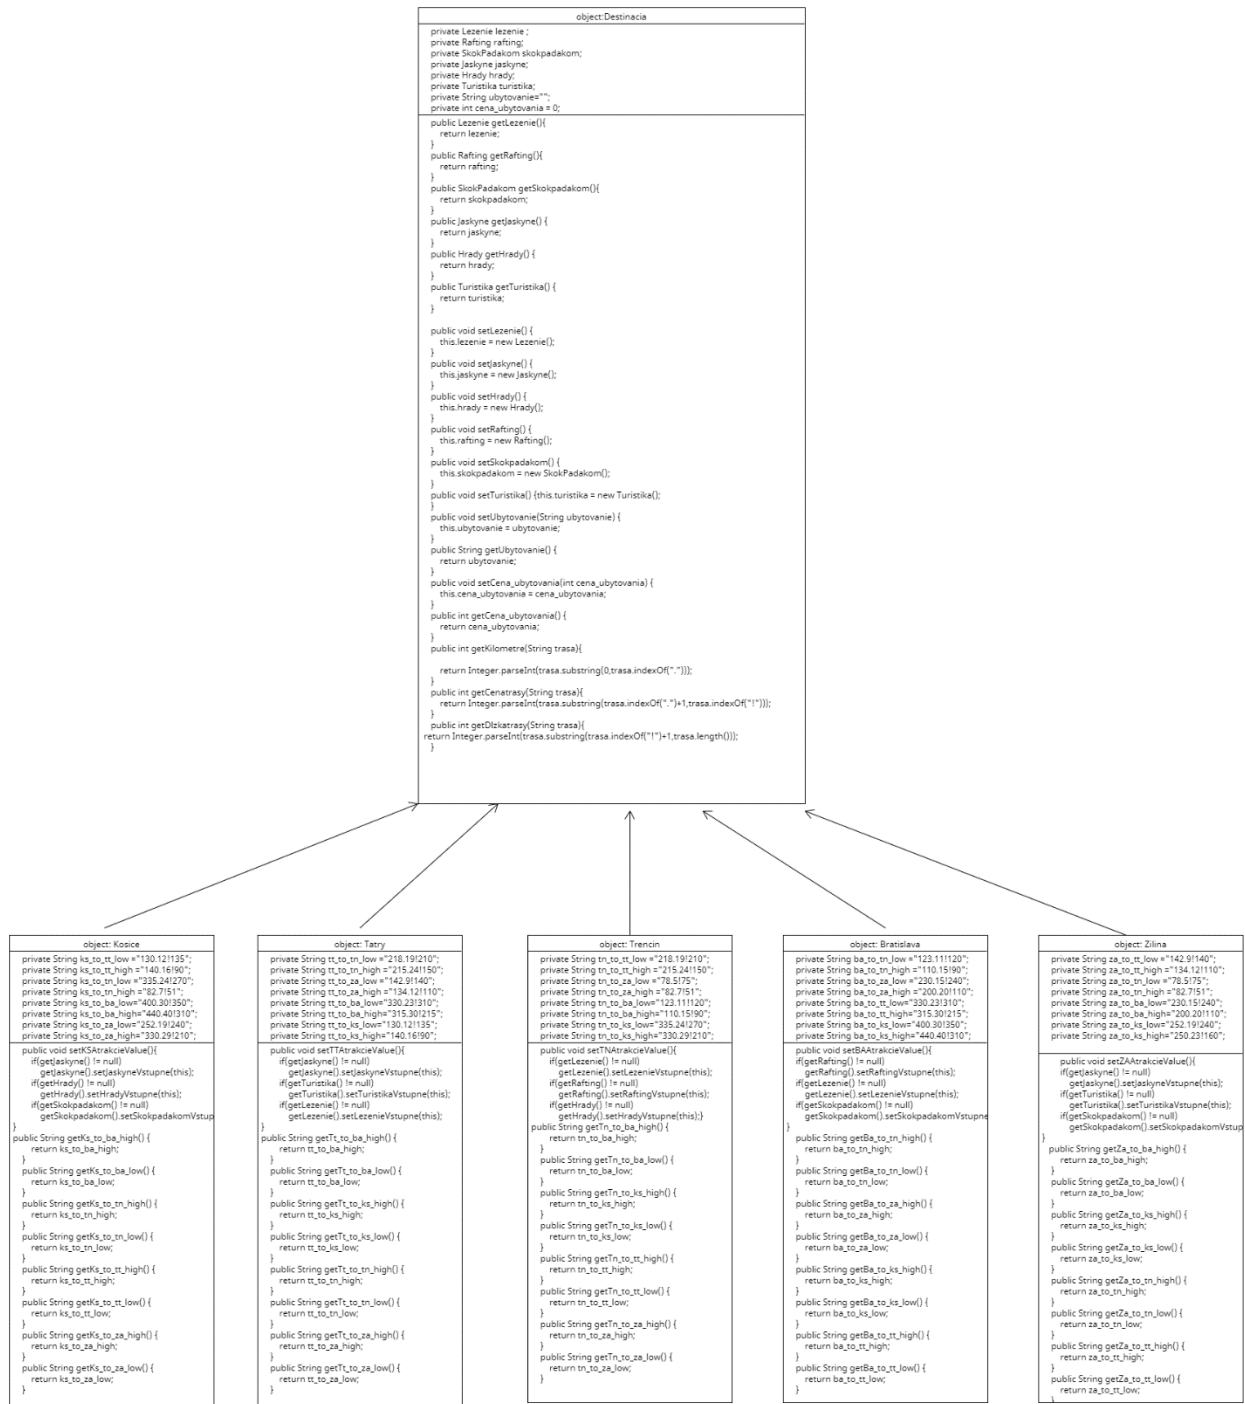 object:Destinacia
private Lezenie lezenie ;
private Rafting rafting;
private SkokPadakom skokpadakom;
private Jaskyne jaskyne;
private Hrady hrady;
private Turistika turistika;
private String ubytovanie="";
private int cena_ubytovania = 0;
public Lezenie getLezenie(){
return lezenie;
}
public Rafting getRafting(){
return rafting;
}
public SkokPadakom getSkokpadakom(){
return skokpadakom;
}
public Jaskyne getJaskyne() {
return jaskyne;
}
public Hrady getHrady() {
return hrady;
}
public Turistika getTuristika() {
return turistika;
}
public void setLezenie() {
this.lezenie = new Lezenie();
}
public void setJaskyne() {
this.jaskyne = new Jaskyne();
}
public void setHrady() {
this.hrady = new Hrady();
}
public void setRafting() {
this.rafting = new Rafting();
}
public void setSkokpadakom() {
this.skokpadakom = new SkokPadakom();
}
public void setTuristika() {this.turistika = new Turistika();
}
public void setUbytovanie(String ubytovanie) {
this.ubytovanie = ubytovanie;
}
public String getUbytovanie() {
return ubytovanie;
}
public void setCena_ubytovania(int cena_ubytovania) {
this.cena_ubytovania = cena_ubytovania;
}
public int getCena_ubytovania() {
return cena_ubytovania;
}
public int getKilometre(String trasa){
return Integer.parseInt(trasa.substring(0,trasa.indexOf(".")));
}
public int getCenatrasy(String trasa){
return Integer.parseInt(trasa.substring(trasa.indexOf(".")+1,trasa.indexOf("!")));
}
public int getDlzkatrasy(String trasa){
return Integer.parseInt(trasa.substring(trasa.indexOf("!")+1,trasa.length()));
}
object: Kosice
private String ks_to_tt_low ="130.12!135";
private String ks_to_tt_high ="140.16!90";
private String ks_to_tn_low ="335.24!270";
private String ks_to_tn_high ="82.7!51";
private String ks_to_ba_low="400.30!350";
private String ks_to_ba_high="440.40!310";
private String ks_to_za_low="252.19!240";
private String ks_to_za_high="330.29!210";
public void setKSAtrakcieValue(){
if(getJaskyne() != null)
getJaskyne().setJaskyneVstupne(this);
if(getHrady() != null)
getHrady().setHradyVstupne(this);
if(getSkokpadakom() != null)
getSkokpadakom().setSkokpadakomVstup
}
public String getKs_to_ba_high() {
return ks_to_ba_high;
}
public String getKs_to_ba_low() {
return ks_to_ba_low;
}
public String getKs_to_tn_high() {
return ks_to_tn_high;
}
public String getKs_to_tn_low() {
return ks_to_tn_low;
}
public String getKs_to_tt_high() {
return ks_to_tt_high;
}
public String getKs_to_tt_low() {
return ks_to_tt_low;
}
public String getKs_to_za_high() {
return ks_to_za_high;
}
public String getKs_to_za_low() {
return ks_to_za_low;
}
object: Tatry
private String tt_to_tn_low ="218.19!210";
private String tt_to_tn_high ="215.24!150";
private String tt_to_za_low ="142.9!140";
private String tt_to_za_high ="134.12!110";
private String tt_to_ba_low="330.23!310";
private String tt_to_ba_high="315.30!215";
private String tt_to_ks_low="130.12!135";
private String tt_to_ks_high="140.16!90";
public void setTTAtrakcieValue(){
if(getJaskyne() != null)
getJaskyne().setJaskyneVstupne(this);
if(getTuristika() != null)
getTuristika().setTuristikaVstupne(this);
if(getLezenie() != null)
getLezenie().setLezenieVstupne(this);
}
public String getTt_to_ba_high() {
return tt_to_ba_high;
}
public String getTt_to_ba_low() {
return tt_to_ba_low;
}
public String getTt_to_ks_high() {
return tt_to_ks_high;
}
public String getTt_to_ks_low() {
return tt_to_ks_low;
}
public String getTt_to_tn_high() {
return tt_to_tn_high;
}
public String getTt_to_tn_low() {
return tt_to_tn_low;
}
public String getTt_to_za_high() {
return tt_to_za_high;
}
public String getTt_to_za_low() {
return tt_to_za_low;
}
object: Trencin
private String tn_to_tt_low ="218.19!210";
private String tn_to_tt_high ="215.24!150";
private String tn_to_za_low ="78.5!75";
private String tn_to_za_high ="82.7!51";
private String tn_to_ba_low="123.11!120";
private String tn_to_ba_high="110.15!90";
private String tn_to_ks_low="335.24!270";
private String tn_to_ks_high="330.29!210";
public void setTNAtrakcieValue(){
if(getLezenie() != null)
getLezenie().setLezenieVstupne(this);
if(getRafting() != null)
getRafting().setRaftingVstupne(this);
if(getHrady() != null)
getHrady().setHradyVstupne(this);}
public String getTn_to_ba_high() {
return tn_to_ba_high;
}
public String getTn_to_ba_low() {
return tn_to_ba_low;
}
public String getTn_to_ks_high() {
return tn_to_ks_high;
}
public String getTn_to_ks_low() {
return tn_to_ks_low;
}
public String getTn_to_tt_high() {
return tn_to_tt_high;
}
public String getTn_to_tt_low() {
return tn_to_tt_low;
}
public String getTn_to_za_high() {
return tn_to_za_high;
}
public String getTn_to_za_low() {
return tn_to_za_low;
}
object: Bratislava
private String ba_to_tn_low ="123.11!120";
private String ba_to_tn_high ="110.15!90";
private String ba_to_za_low ="230.15!240";
private String ba_to_za_high ="200.20!110";
private String ba_to_tt_low="330.23!310";
private String ba_to_tt_high="315.30!215";
private String ba_to_ks_low="400.30!350";
private String ba_to_ks_high="440.40!310";
public void setBAAtrakcieValue(){
if(getRafting() != null)
getRafting().setRaftingVstupne(this);
if(getLezenie() != null)
getLezenie().setLezenieVstupne(this);
if(getSkokpadakom() != null)
getSkokpadakom().setSkokpadakomVstupne
}
public String getBa_to_tn_high() {
return ba_to_tn_high;
}
public String getBa_to_tn_low() {
return ba_to_tn_low;
}
public String getBa_to_za_high() {
return ba_to_za_high;
}
public String getBa_to_za_low() {
return ba_to_za_low;
}
public String getBa_to_ks_high() {
return ba_to_ks_high;
}
public String getBa_to_ks_low() {
return ba_to_ks_low;
}
public String getBa_to_tt_high() {
return ba_to_tt_high;
}
public String getBa_to_tt_low() {
return ba_to_tt_low;
}
object: Zilina
private String za_to_tt_low ="142.9!140";
private String za_to_tt_high ="134.12!110";
private String za_to_tn_low ="78.5!75";
private String za_to_tn_high ="82.7!51";
private String za_to_ba_low="230.15!240";
private String za_to_ba_high="200.20!110";
private String za_to_ks_low="252.19!240";
private String za_to_ks_high="250.23!160";
public void setZAAtrakcieValue(){
if(getJaskyne() != null)
getJaskyne().setJaskyneVstupne(this);
if(getTuristika() != null)
getTuristika().setTuristikaVstupne(this);
if(getSkokpadakom() != null)
getSkokpadakom().setSkokpadakomVstup
}
public String getZa_to_ba_high() {
return za_to_ba_high;
}
public String getZa_to_ba_low() {
return za_to_ba_low;
}
public String getZa_to_ks_high() {
return za_to_ks_high;
}
public String getZa_to_ks_low() {
return za_to_ks_low;
}
public String getZa_to_tn_high() {
return za_to_tn_high;
}
public String getZa_to_tn_low() {
return za_to_tn_low;
}
public String getZa_to_tt_high() {
return za_to_tt_high;
}
public String getZa_to_tt_low() {
return za_to_tt_low;
}